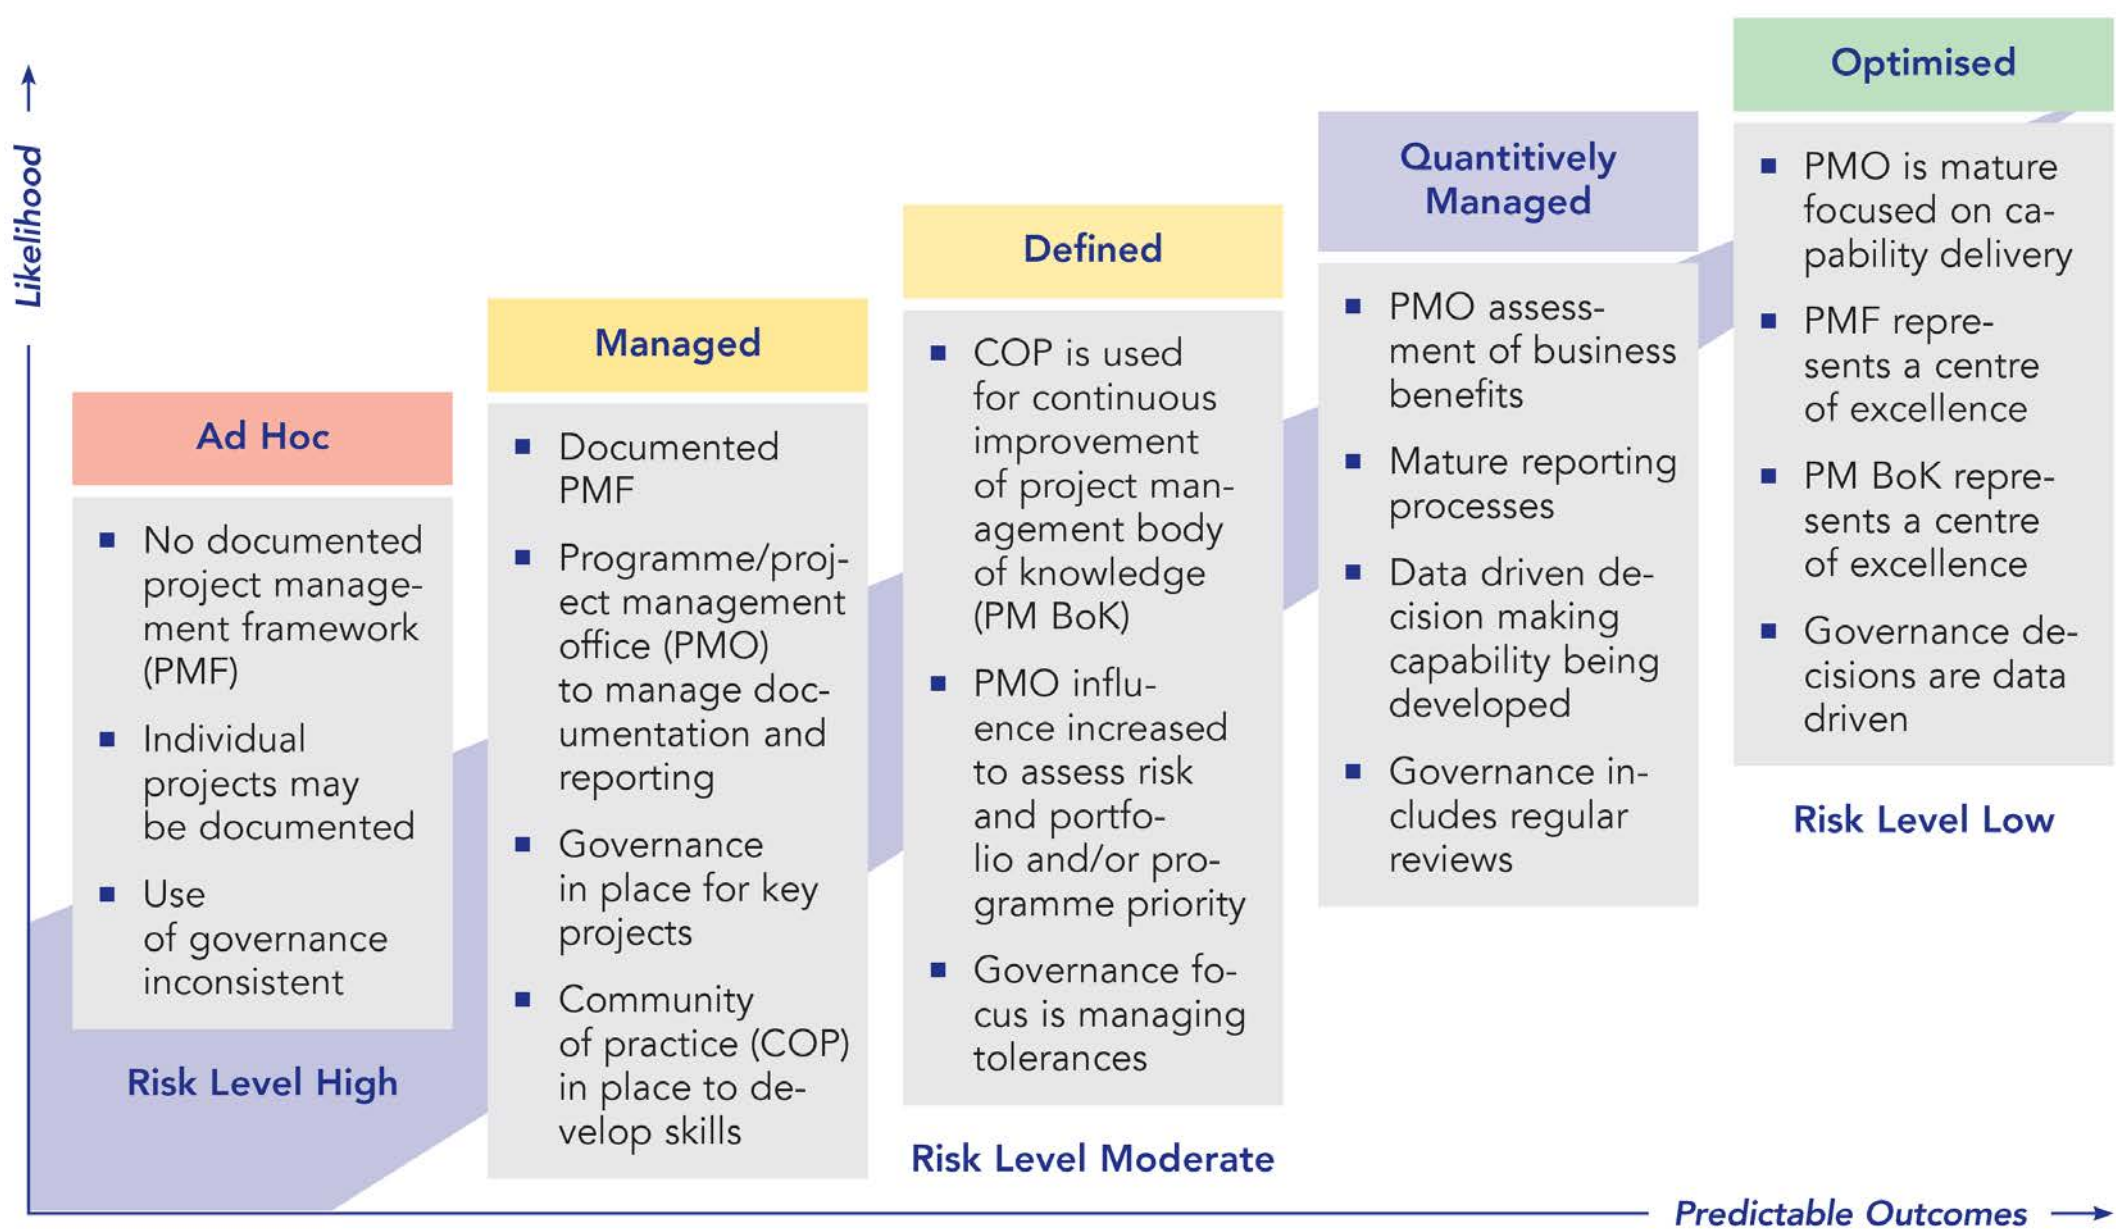 Likelihood
Ad Hoc
No documented
project manage-
ment framework
(PMF)
Individual
projects may
be documented
Use
of governance
inconsistent
Risk Level High
Managed
Documented
PMF
Programme/proj-
ect management
office (PMO)
to manage doc-
umentation and
reporting
Governance
in place for key
projects
Community
of practice (COP)
in place to de-
velop skills
Defined
COP is used
for continuous
improvement
of project man-
agement body
of knowledge
(PM BoK)
PMO influ-
ence increased
to assess risk
and portfo-
lio and/or pro-
gramme priority
Governance fo-
cus is managing
tolerances
Risk Level Moderate
Quantitively
Managed
PMO assess-
ment of business
benefits
Mature reporting
processes
Data driven de-
cision making
capability being
developed
Governance in-
cludes regular
reviews
Optimised
PMO is mature
focused on ca-
pability delivery
PMF repre-
sents a centre
of excellence
PM BoK repre-
sents a centre
of excellence
Governance de-
cisions are data
driven
Risk Level Low
Predictable Outcomes